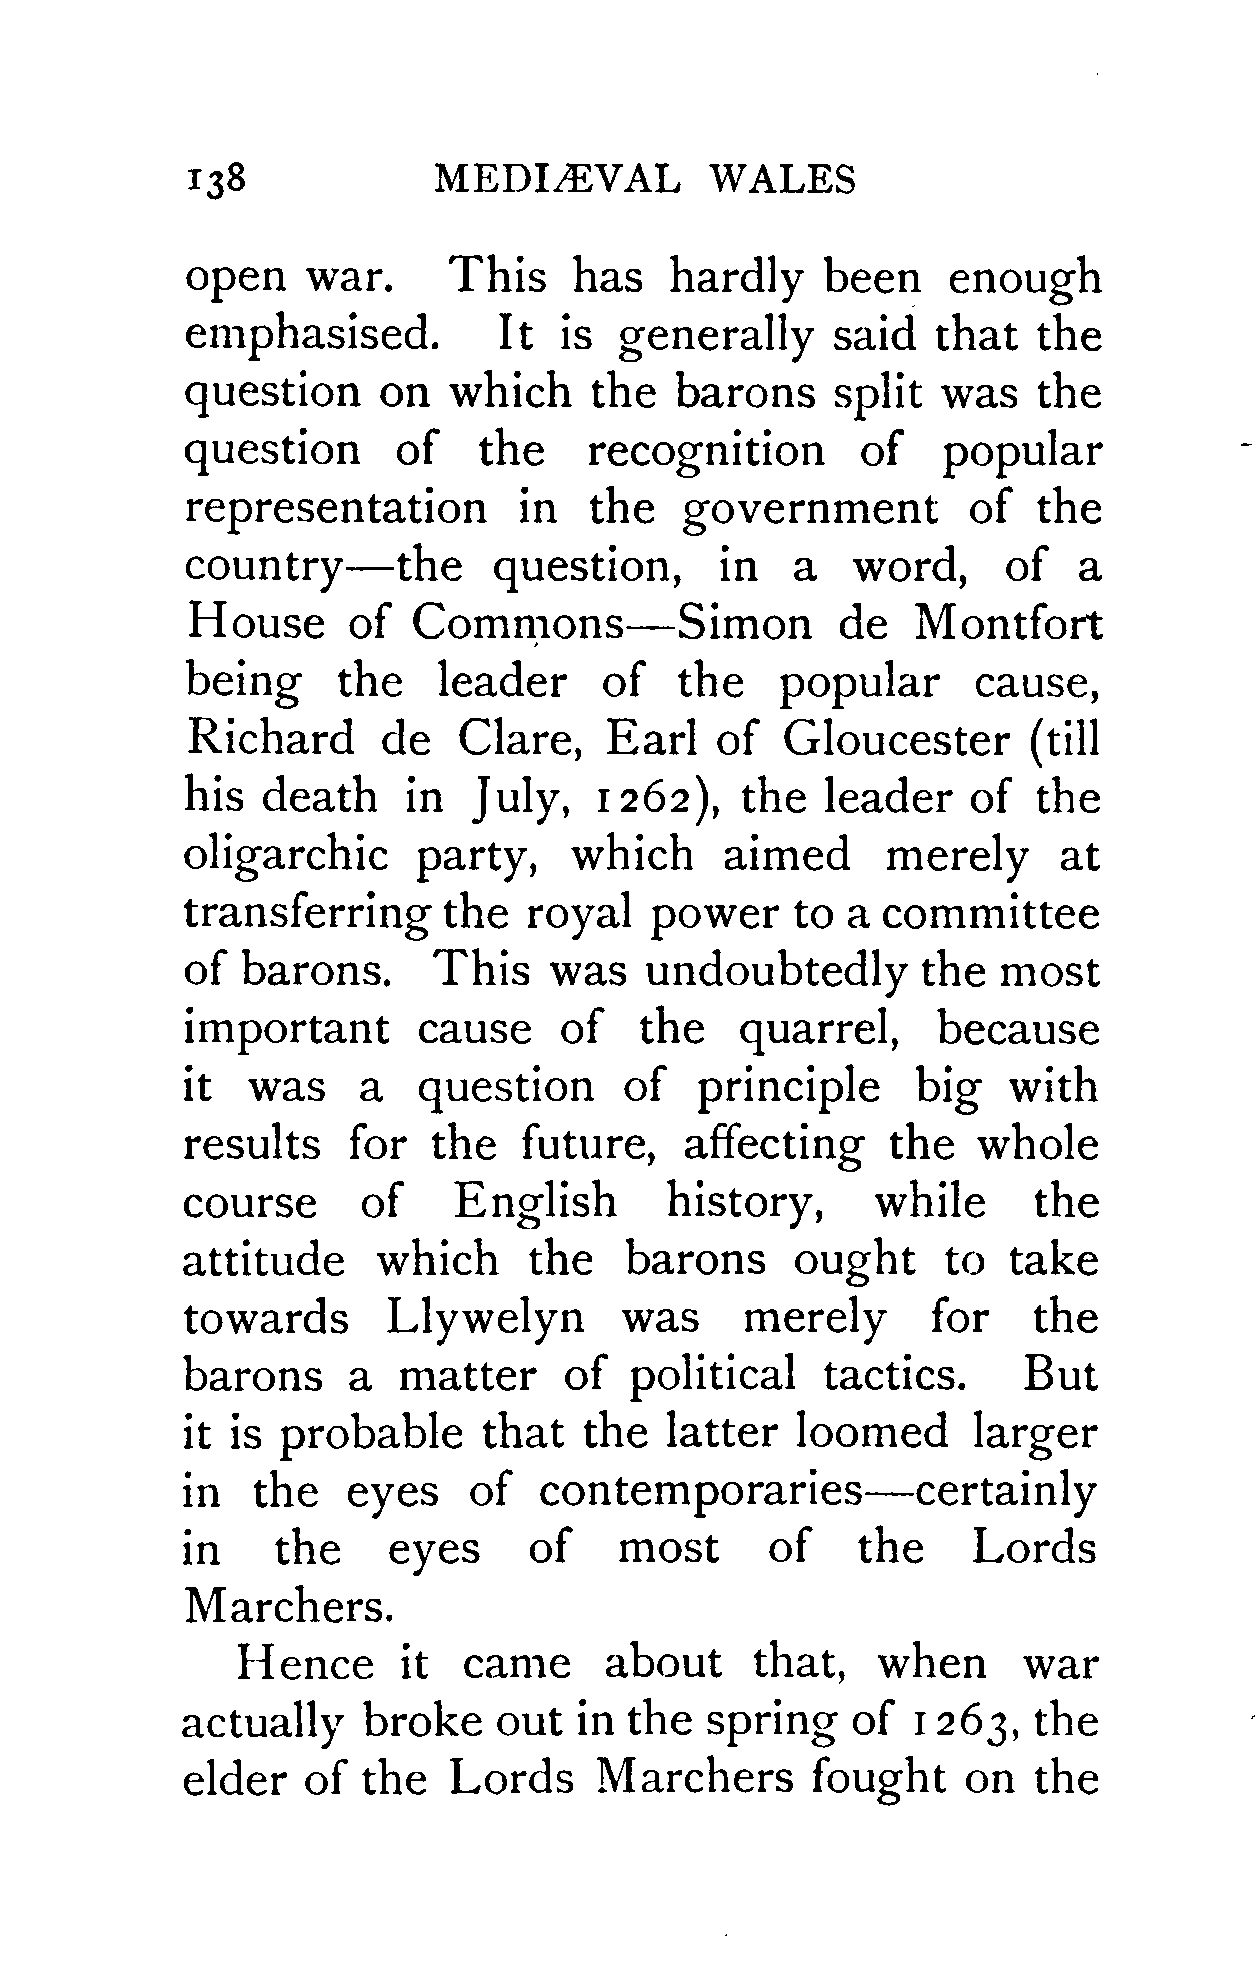 138 MEDIÆVAL WALES
open war. This has hardly been enough
emphasised. It is generally said that the
question on which the barons split was the
question of the recognition of popular
representation in the government of the
country—the question, in a word, of a
House of Commons—Simon de Montfort
being the leader of the popular cause,
Richard de Clare, Earl of Gloucester (till
his death in July, 1262), the leader of the
oligarchic party, which aimed merely at
transferring the royal power to a committee
of barons. This was undoubtedly the most
important cause of the quarrel, because
it was a question of principle big with
results for the future, affecting the whole
course of English history, while the
attitude which the barons ought to take
towards Llywelyn was merely for the
barons a matter of political tactics. But
it is probable that the latter loomed larger
in the eyes of contemporaries—certainly
in the eyes of most of the Lords
Marchers.
Hence it came about that, when war
actually broke out in the spring of 1263, the
elder of the Lords Marchers fought on the